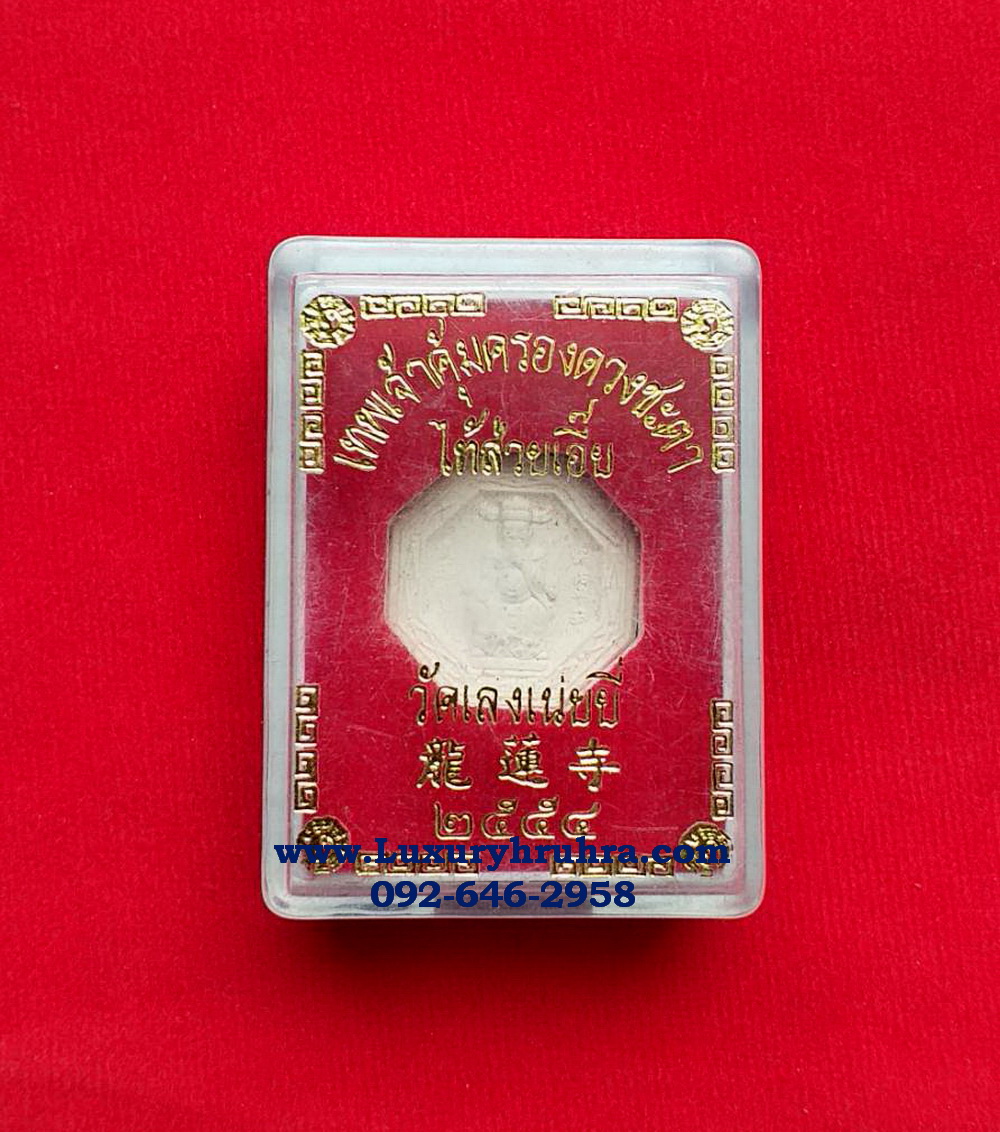 เทพเจ้าคุ้มครองดวงชะตา
ไท้ส่วยเอี๊ย
วัดเล่งเน่ยยี่
龍蓮寺
๒๕๕๔
www.Luxuryhruhra.com
092-646-2958